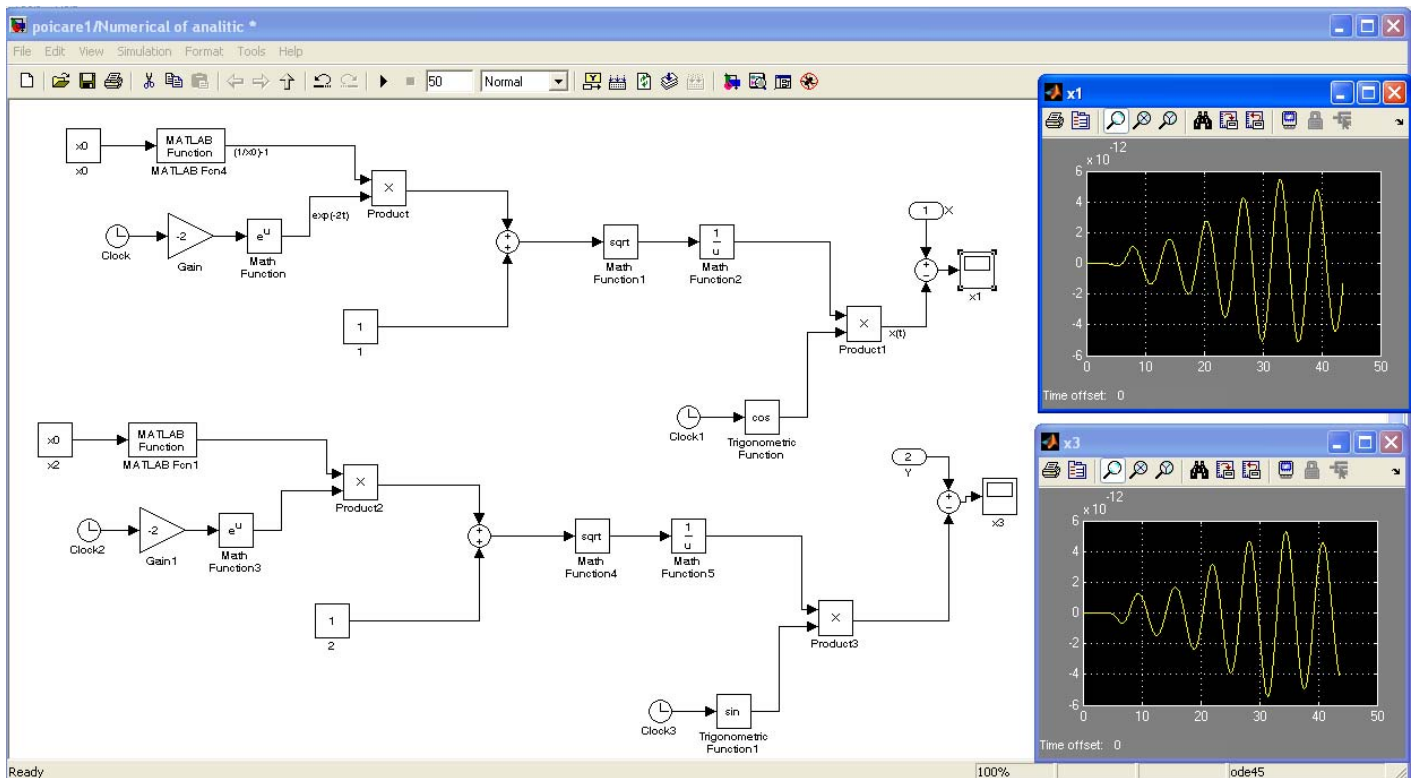 poicare1/Numerical of analitic *
File Edit View Simulation Format Tools Help
50
Normal
x0
x0
MATLAB
Function
MATLAB Fcn4
(1/x0)-1
×
Product
Clock
-2
Gain
e^u
Math
Function
exp(-2t)
+
+
1
1
sqrt
Math
Function1
1
u
Math
Function2
×
Product1
x(t)
Clock1
cos
Trigonometric
Function
1
X
+
−
x1
x0
x2
MATLAB
Function
MATLAB Fcn1
×
Product2
Clock2
-2
Gain1
e^u
Math
Function3
+
+
1
2
sqrt
Math
Function4
1
u
Math
Function5
×
Product3
Clock3
sin
Trigonometric
Function1
2
Y
+
−
x3
x1
x 10^-12
6
4
2
0
-2
-4
-6
0 10 20 30 40 50
Time offset: 0
x3
x 10^-12
6
4
2
0
-2
-4
-6
0 10 20 30 40 50
Time offset: 0
Ready
100%
ode45